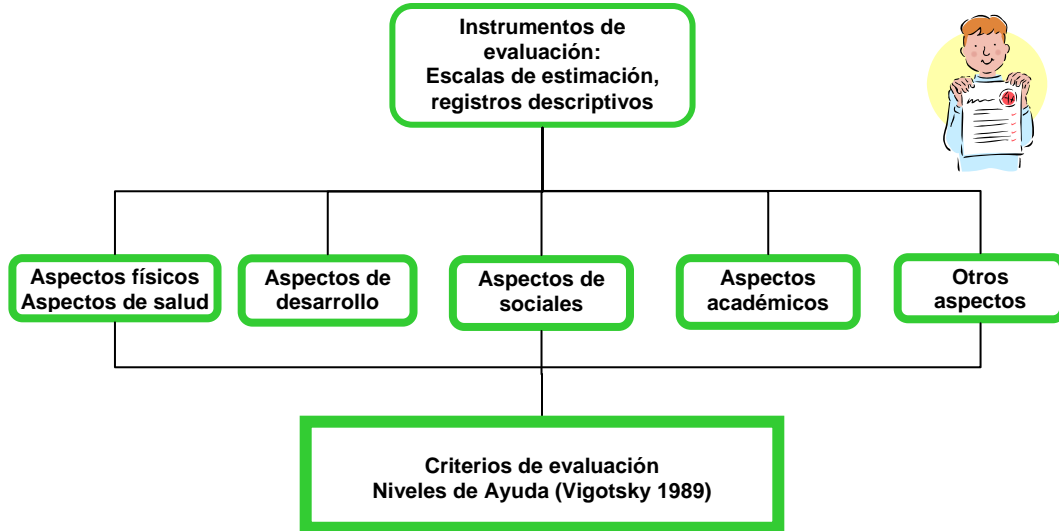 Instrumentos de
evaluación:
Escalas de estimación,
registros descriptivos
A+
Aspectos físicos
Aspectos de salud
Aspectos de
desarrollo
Aspectos de
sociales
Aspectos
académicos
Otros
aspectos
Criterios de evaluación
Niveles de Ayuda (Vigotsky 1989)